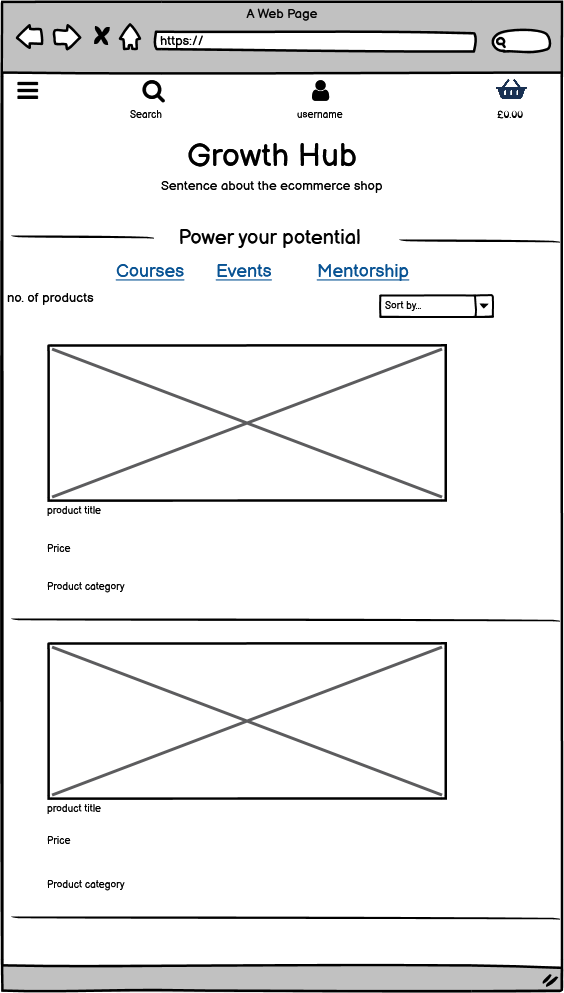 A Web Page
https://
Search
username
£0.00
Growth Hub
Sentence about the ecommerce shop
Power your potential
Courses Events Mentorship
no. of products
Sort by...
product title
Price
Product category
product title
Price
Product category